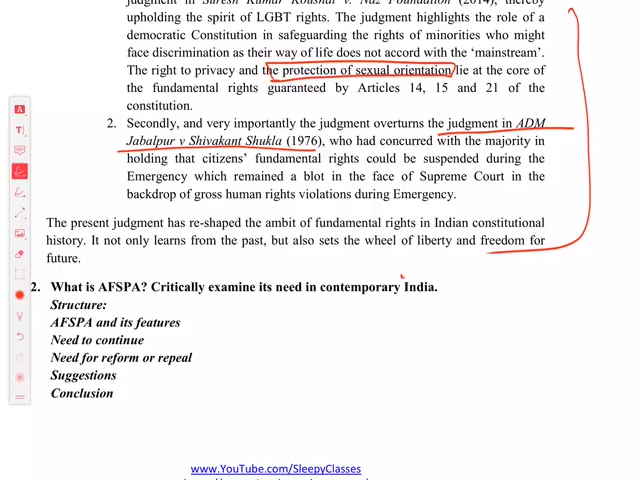 judgment in Suresh Kumar Koushal v. Naz Foundation (2014), thereby
upholding the spirit of LGBT rights. The judgment highlights the role of a
democratic Constitution in safeguarding the rights of minorities who might
face discrimination as their way of life does not accord with the ‘mainstream’.
The right to privacy and the protection of sexual orientation lie at the core of
the fundamental rights guaranteed by Articles 14, 15 and 21 of the
constitution.
2. Secondly, and very importantly the judgment overturns the judgment in ADM
Jabalpur v Shivakant Shukla (1976), who had concurred with the majority in
holding that citizens’ fundamental rights could be suspended during the
Emergency which remained a blot in the face of Supreme Court in the
backdrop of gross human rights violations during Emergency.
The present judgment has re-shaped the ambit of fundamental rights in Indian constitutional
history. It not only learns from the past, but also sets the wheel of liberty and freedom for
future.
2. What is AFSPA? Critically examine its need in contemporary India.
Structure:
AFSPA and its features
Need to continue
Need for reform or repeal
Suggestions
Conclusion
www.YouTube.com/SleepyClasses